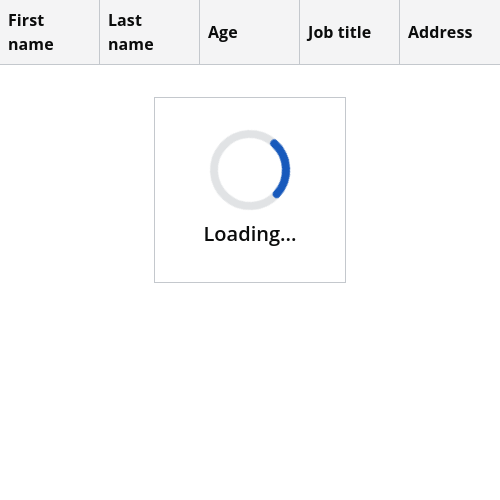 First name
Last name
Age
Job title
Address
Loading...